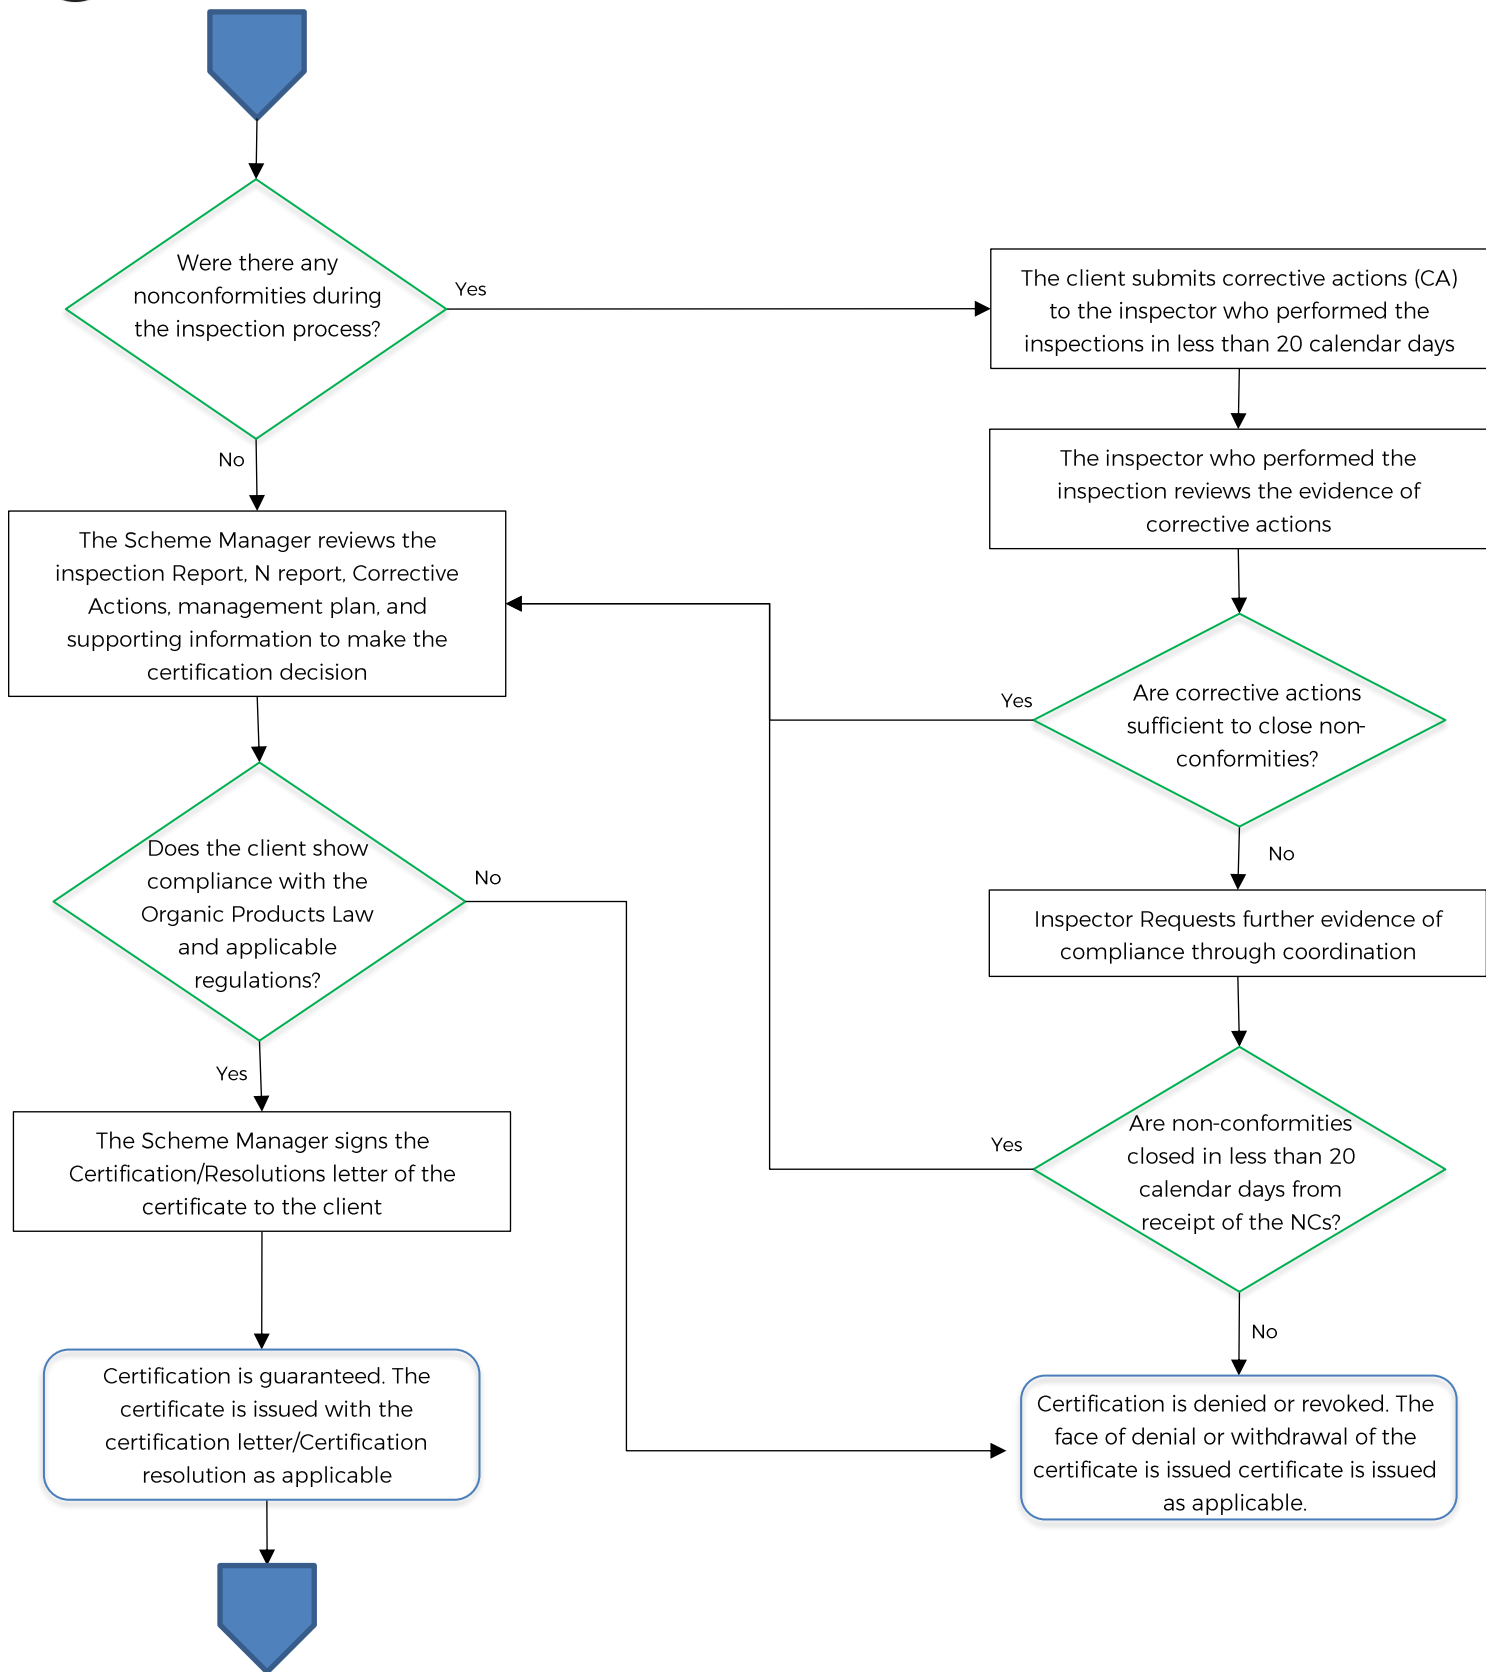 Were there any
nonconformities during
the inspection process?
Yes
No
The client submits corrective actions (CA)
to the inspector who performed the
inspections in less than 20 calendar days
The inspector who performed the
inspection reviews the evidence of
corrective actions
The Scheme Manager reviews the
inspection Report, N report, Corrective
Actions, management plan, and
supporting information to make the
certification decision
Yes
Are corrective actions
sufficient to close non-
conformities?
No
Does the client show
compliance with the
Organic Products Law
and applicable
regulations?
No
Yes
Inspector Requests further evidence of
compliance through coordination
Yes
Are non-conformities
closed in less than 20
calendar days from
receipt of the NCs?
No
The Scheme Manager signs the
Certification/Resolutions letter of the
certificate to the client
Certification is guaranteed. The
certificate is issued with the
certification letter/Certification
resolution as applicable
Certification is denied or revoked. The
face of denial or withdrawal of the
certificate is issued certificate is issued
as applicable.